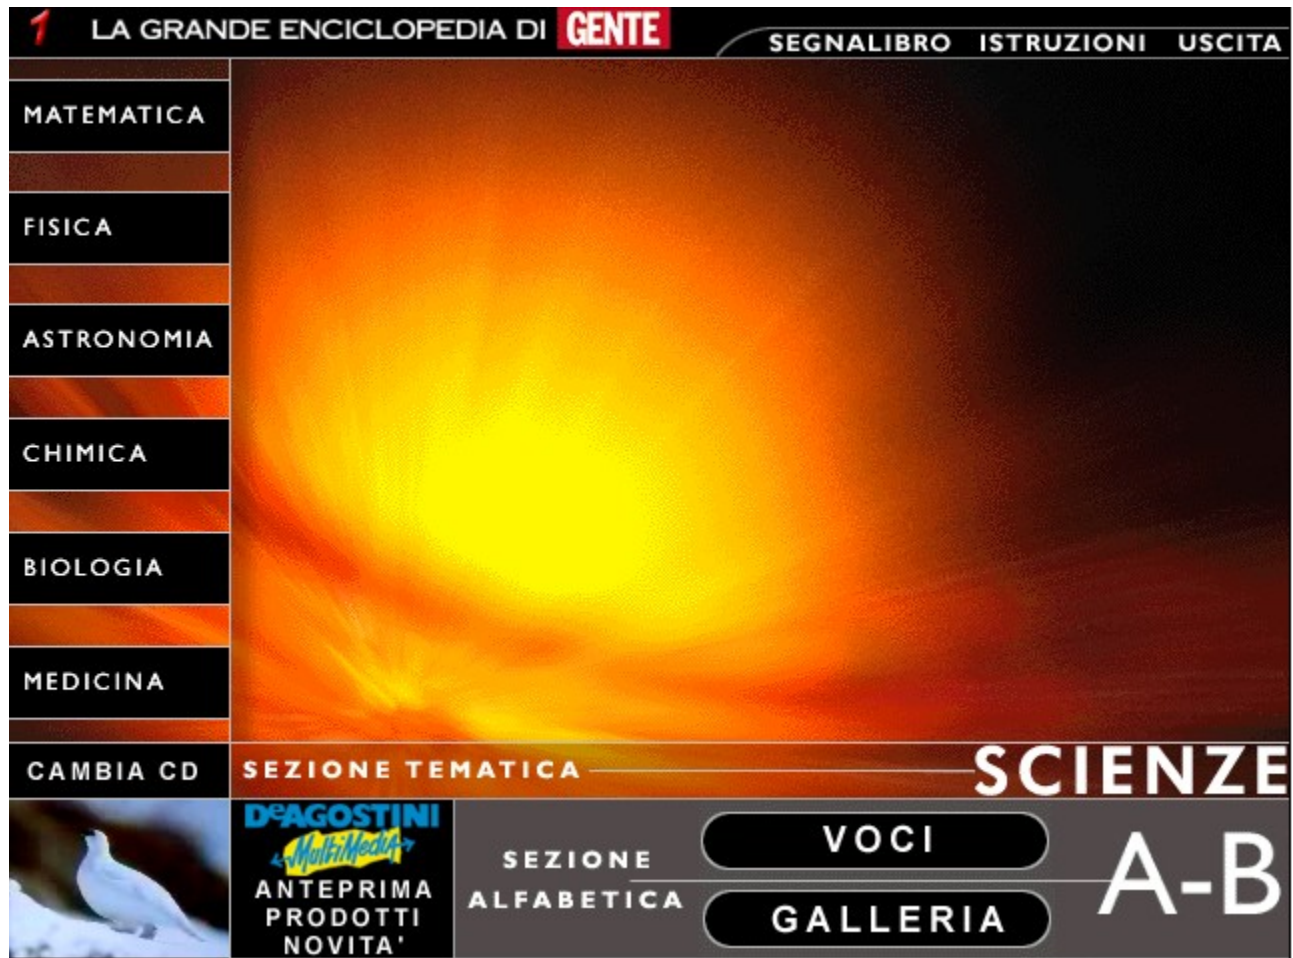 1 LA GRANDE ENCICLOPEDIA DI GENTE
SEGNALIBRO ISTRUZIONI USCITA
MATEMATICA
FISICA
ASTRONOMIA
CHIMICA
BIOLOGIA
MEDICINA
CAMBIA CD
SEZIONE TEMATICA
SCIENZE
DeAGOSTINI
MultiMedia
ANTEPRIMA
PRODOTTI
NOVITA'
SEZIONE
ALFABETICA
VOCI
GALLERIA
A-B